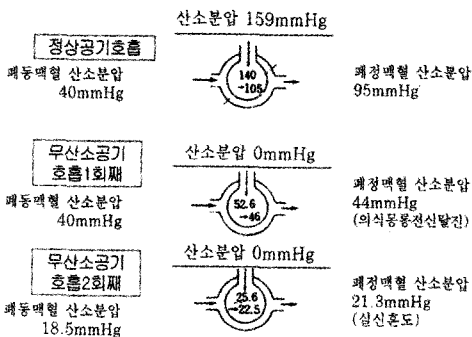 산소분압 159mmHg
정상공기호흡
폐동맥혈 산소분압
40mmHg
140
→105
폐정맥혈 산소분압
95mmHg
무산소공기
호흡1회째
산소분압 0mmHg
폐동맥혈 산소분압
40mmHg
52.6
→46
폐정맥혈 산소분압
44mmHg
(의식몽롱전신탈진)
무산소공기
호흡2회째
산소분압 0mmHg
폐동맥혈 산소분압
18.5mmHg
25.6
→22.5
폐정맥혈 산소분압
21.3mmHg
(실신혼도)